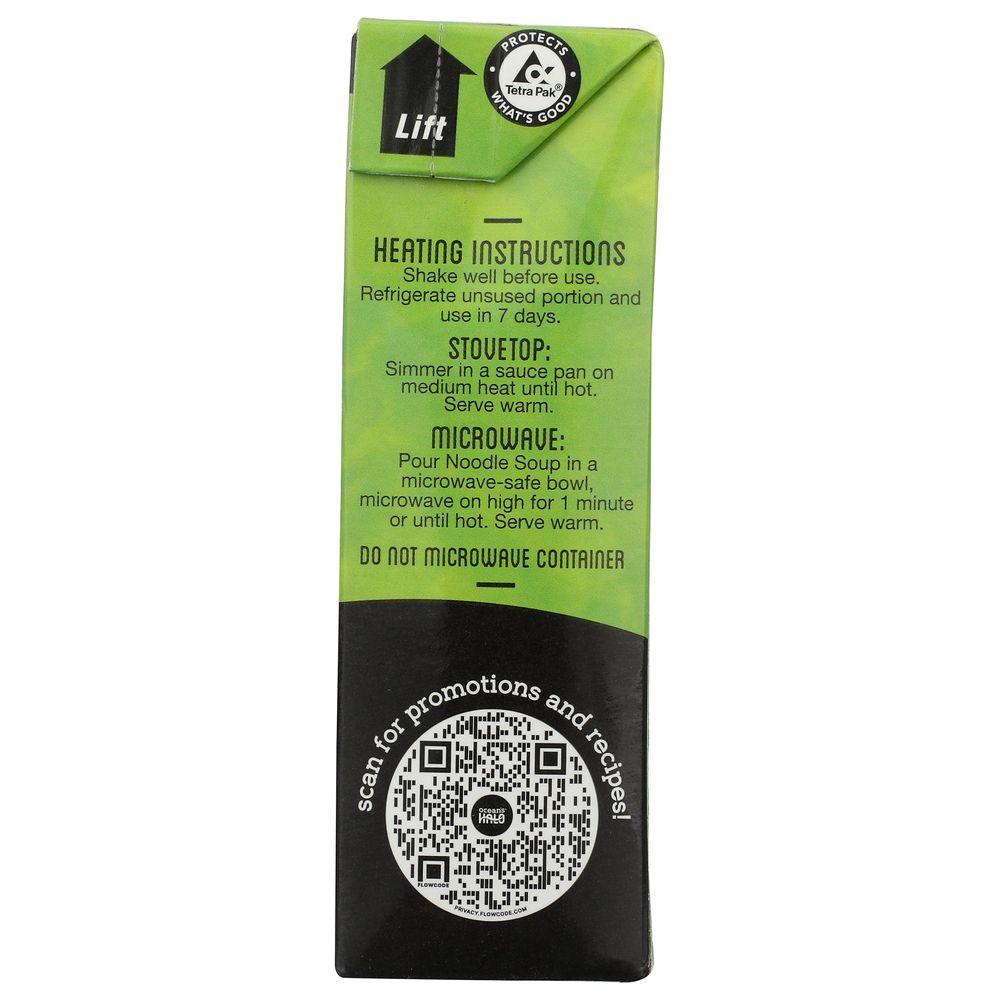 Lift
PROTECTS
Tetra Pak®
WHAT'S GOOD
HEATING INSTRUCTIONS
Shake well before use.
Refrigerate unsused portion and
use in 7 days.
STOVETOP:
Simmer in a sauce pan on
medium heat until hot.
Serve warm.
MICROWAVE:
Pour Noodle Soup in a
microwave-safe bowl,
microwave on high for 1 minute
or until hot. Serve warm.
DO NOT MICROWAVE CONTAINER
scan for promotions and recipes!
ocean's
HALO
FLOWCODE
PRIVACY.FLOWCODE.COM